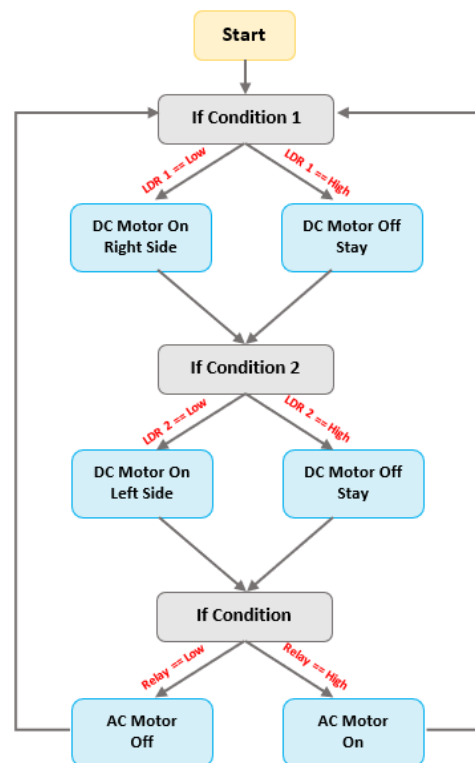 Start
If Condition 1
LDR 1 == Low
LDR 1 == High
DC Motor On
Right Side
DC Motor Off
Stay
If Condition 2
LDR 2 == Low
LDR 2 == High
DC Motor On
Left Side
DC Motor Off
Stay
If Condition
Relay == Low
Relay == High
AC Motor
Off
AC Motor
On